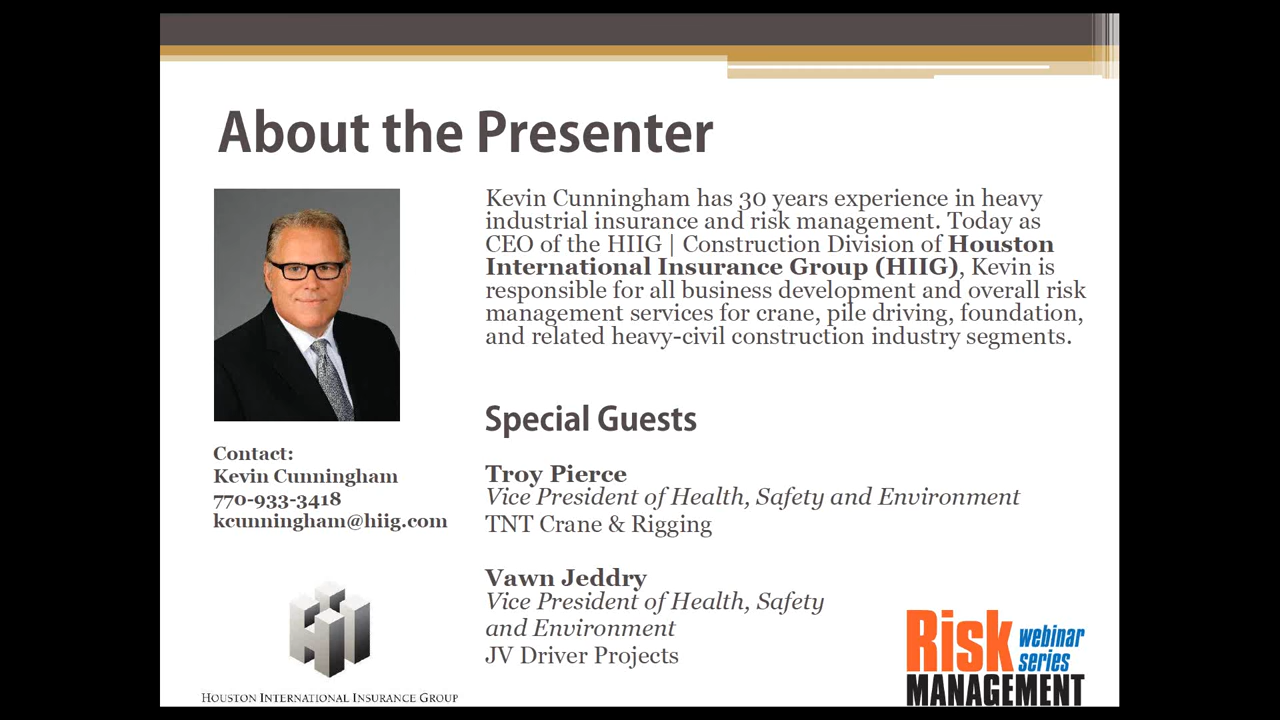 About the Presenter
Kevin Cunningham has 30 years experience in heavy
industrial insurance and risk management. Today as
CEO of the HIIG | Construction Division of Houston
International Insurance Group (HIIG), Kevin is
responsible for all business development and overall risk
management services for crane, pile driving, foundation,
and related heavy-civil construction industry segments.
Contact:
Kevin Cunningham
770-933-3418
kcunningham@hiig.com
Special Guests
Troy Pierce
Vice President of Health, Safety and Environment
TNT Crane & Rigging
Vawn Jeddry
Vice President of Health, Safety
and Environment
JV Driver Projects
HII
HOUSTON INTERNATIONAL INSURANCE GROUP
Risk webinar
series
MANAGEMENT